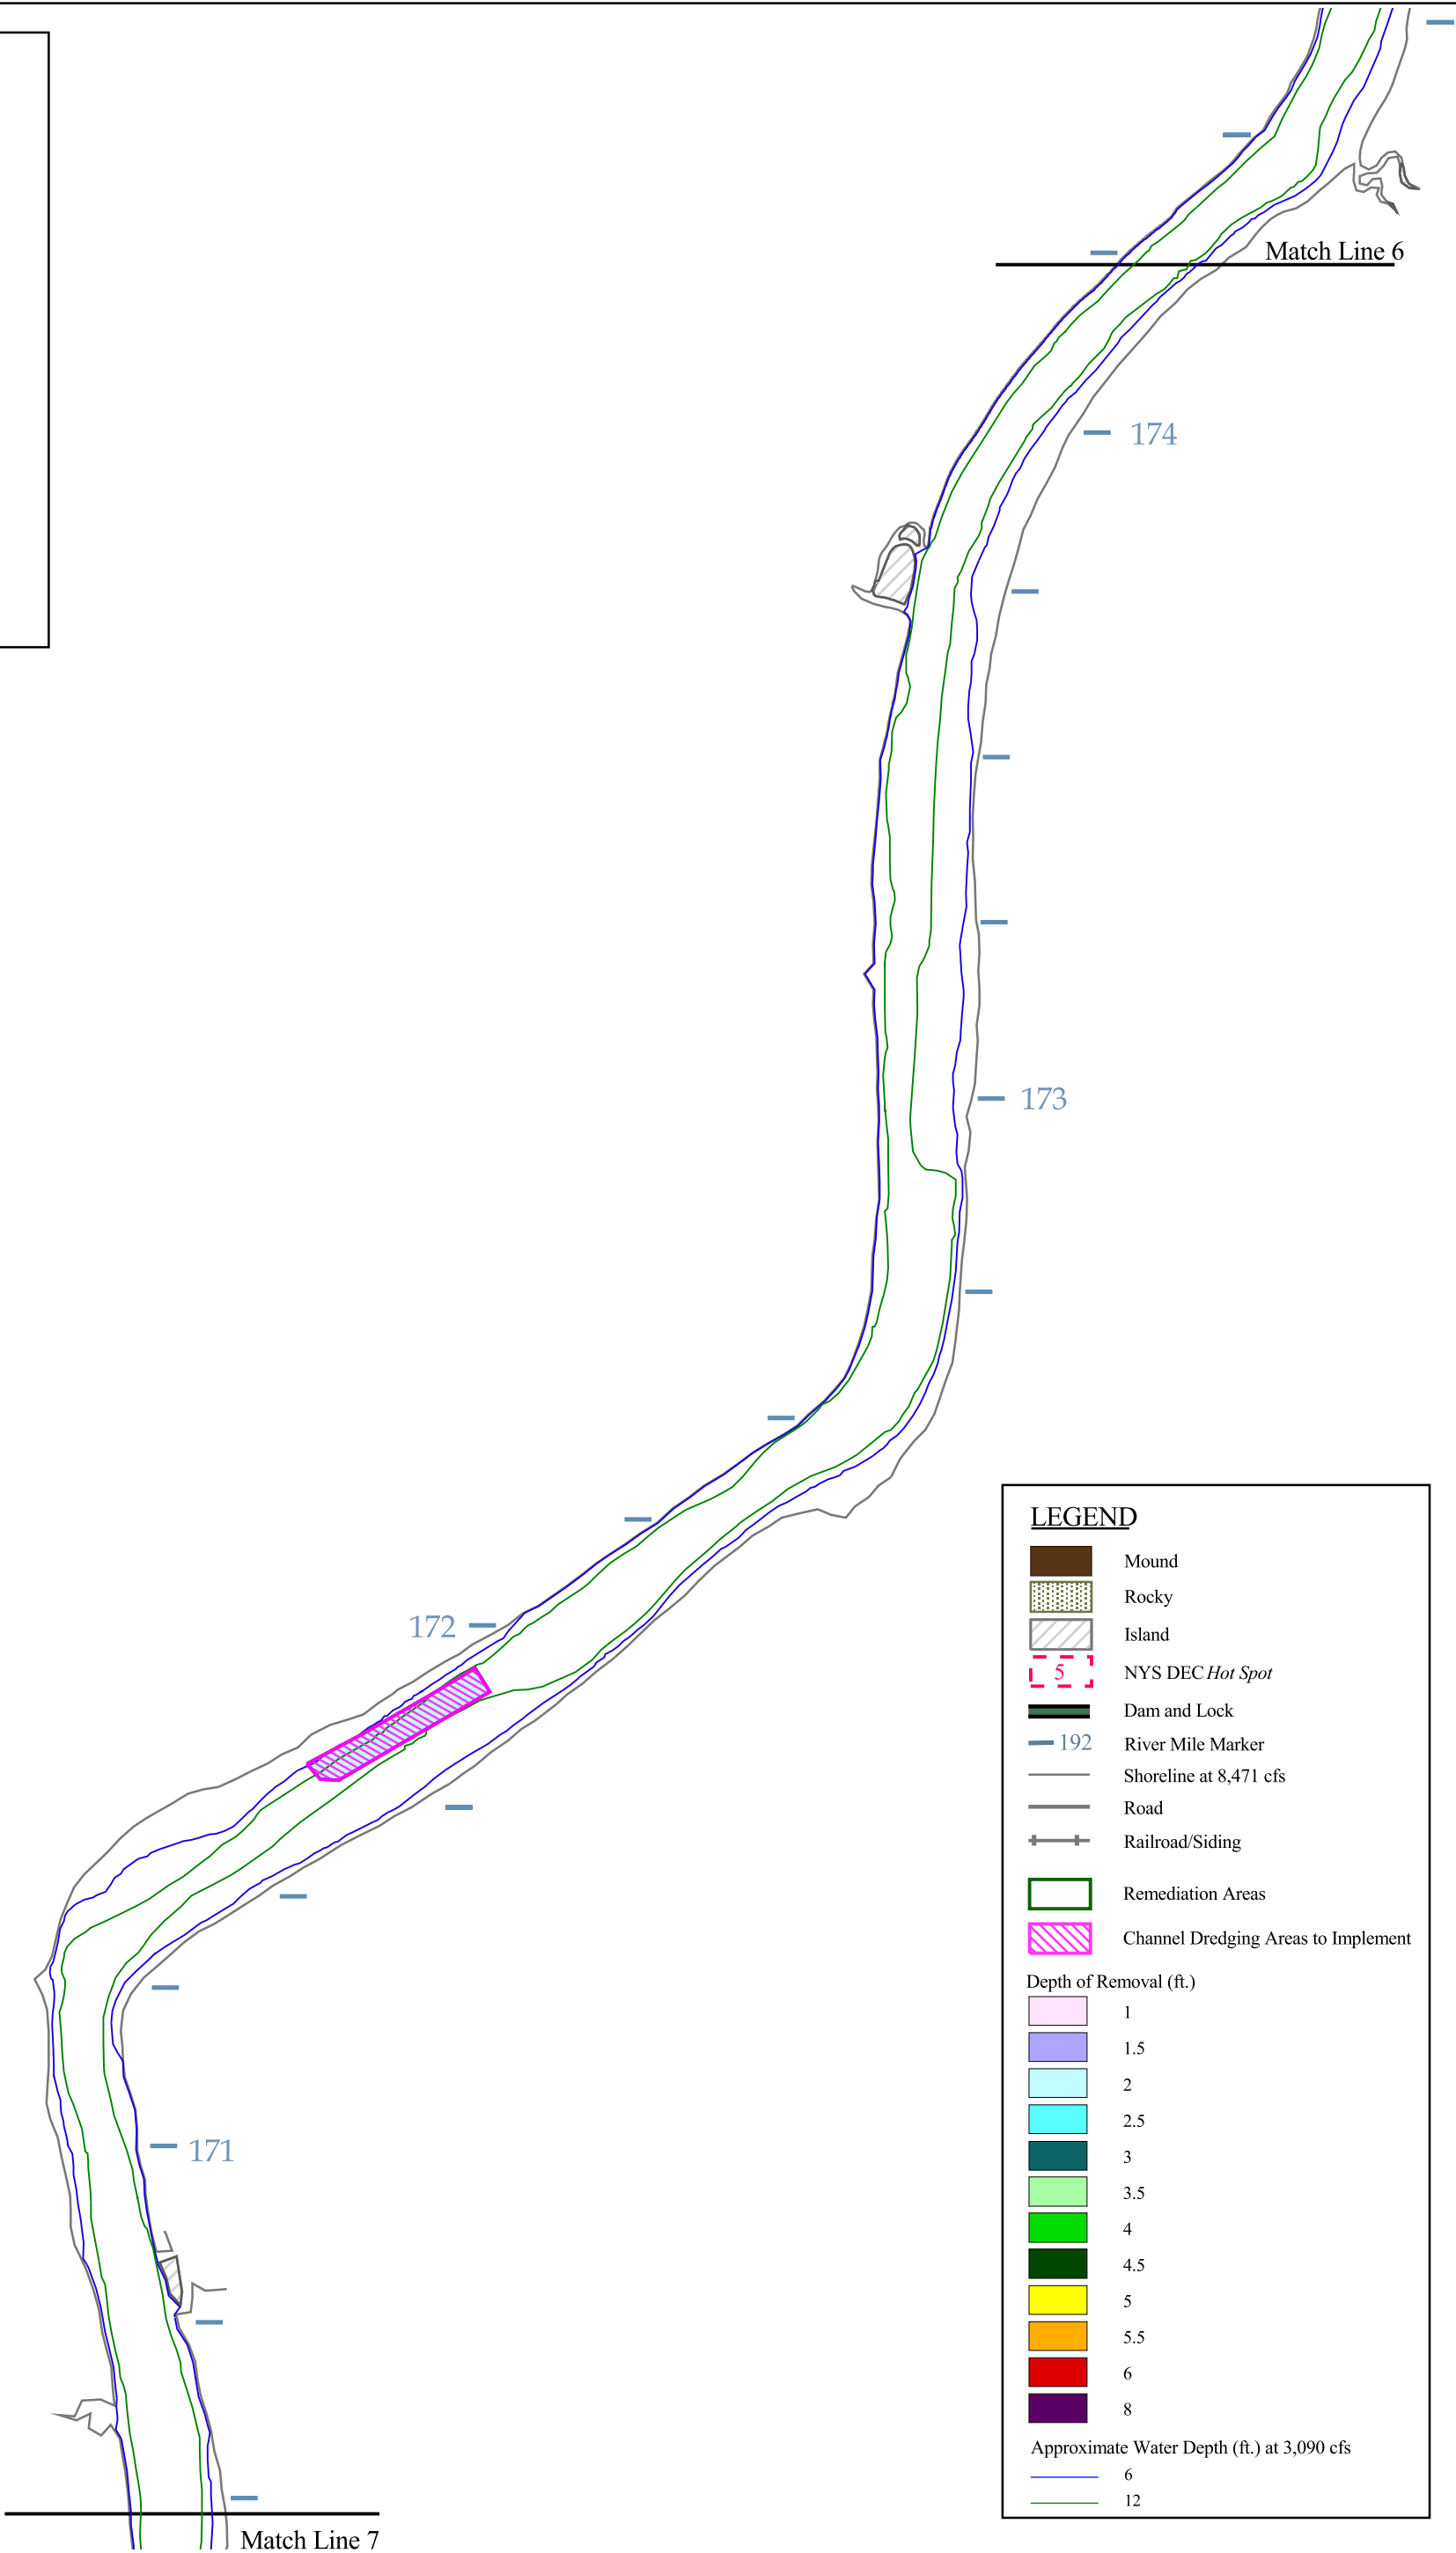 Match Line 6
174
173
172
171
Match Line 7
LEGEND
Mound
Rocky
Island
5 NYS DEC Hot Spot
Dam and Lock
192 River Mile Marker
Shoreline at 8,471 cfs
Road
Railroad/Siding
Remediation Areas
Channel Dredging Areas to Implement
Depth of Removal (ft.)
1
1.5
2
2.5
3
3.5
4
4.5
5
5.5
6
8
Approximate Water Depth (ft.) at 3,090 cfs
6
12